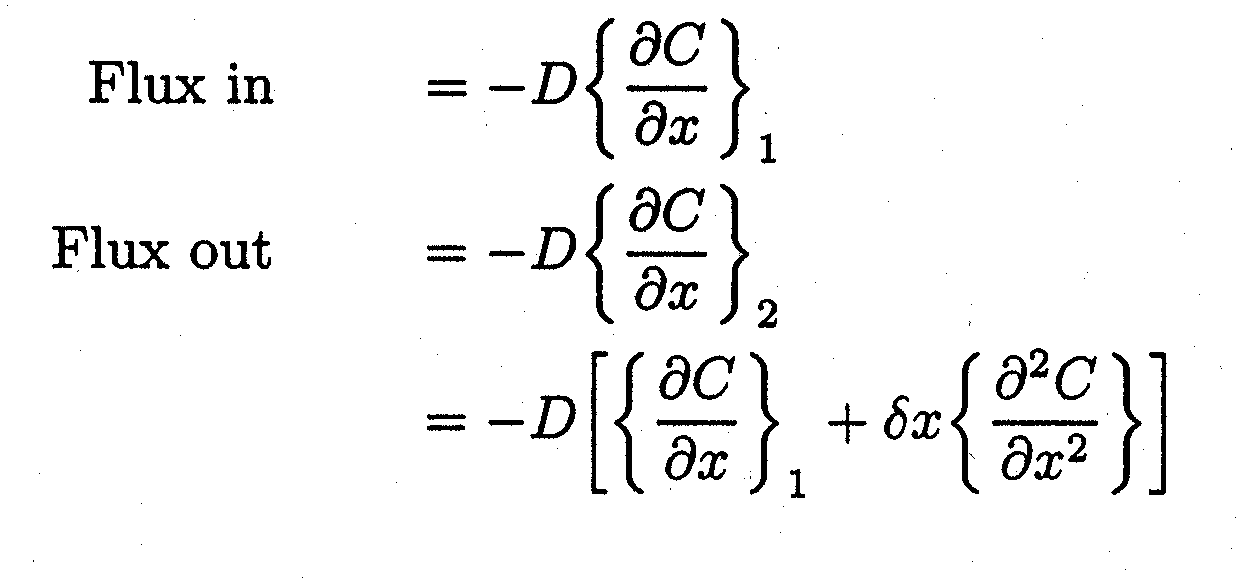 Flux in = −D{∂C/∂x}₁
Flux out = −D{∂C/∂x}₂
= −D[{∂C/∂x}₁ + δx{∂²C/∂x²}]